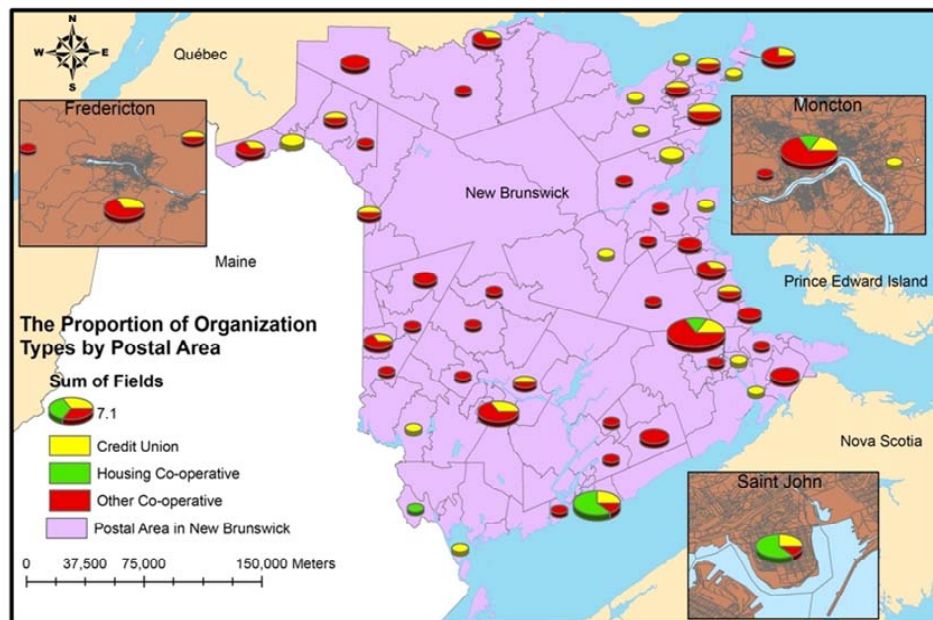 N
W E
S
Québec
Fredericton
Moncton
New Brunswick
Maine
Prince Edward Island
The Proportion of Organization
Types by Postal Area
Sum of Fields
7.1
Credit Union
Housing Co-operative
Other Co-operative
Postal Area in New Brunswick
Nova Scotia
Saint John
0 37,500 75,000 150,000 Meters